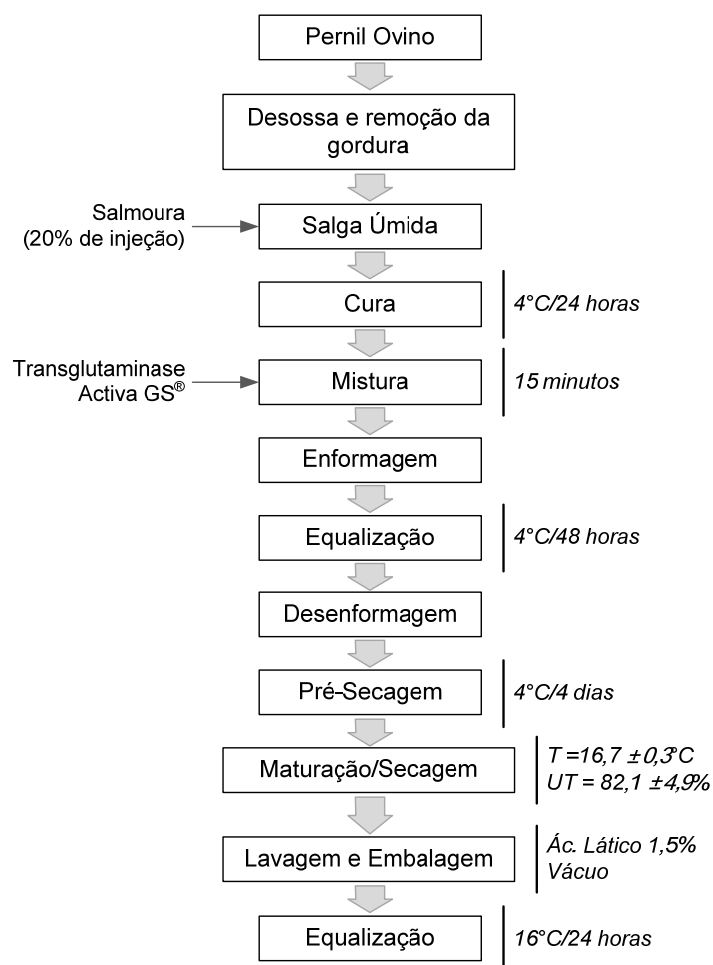 Pernil Ovino
Desossa e remoção da
gordura
Salmoura
(20% de injeção)
Salga Úmida
Cura
4°C/24 horas
Transglutaminase
Activa GS®
Mistura
15 minutos
Enformagem
Equalização
4°C/48 horas
Desenformagem
Pré-Secagem
4°C/4 dias
Maturação/Secagem
T =16,7 ±0,3°C
UT = 82,1 ±4,9%
Lavagem e Embalagem
Ác. Lático 1,5%
Vácuo
Equalização
16°C/24 horas